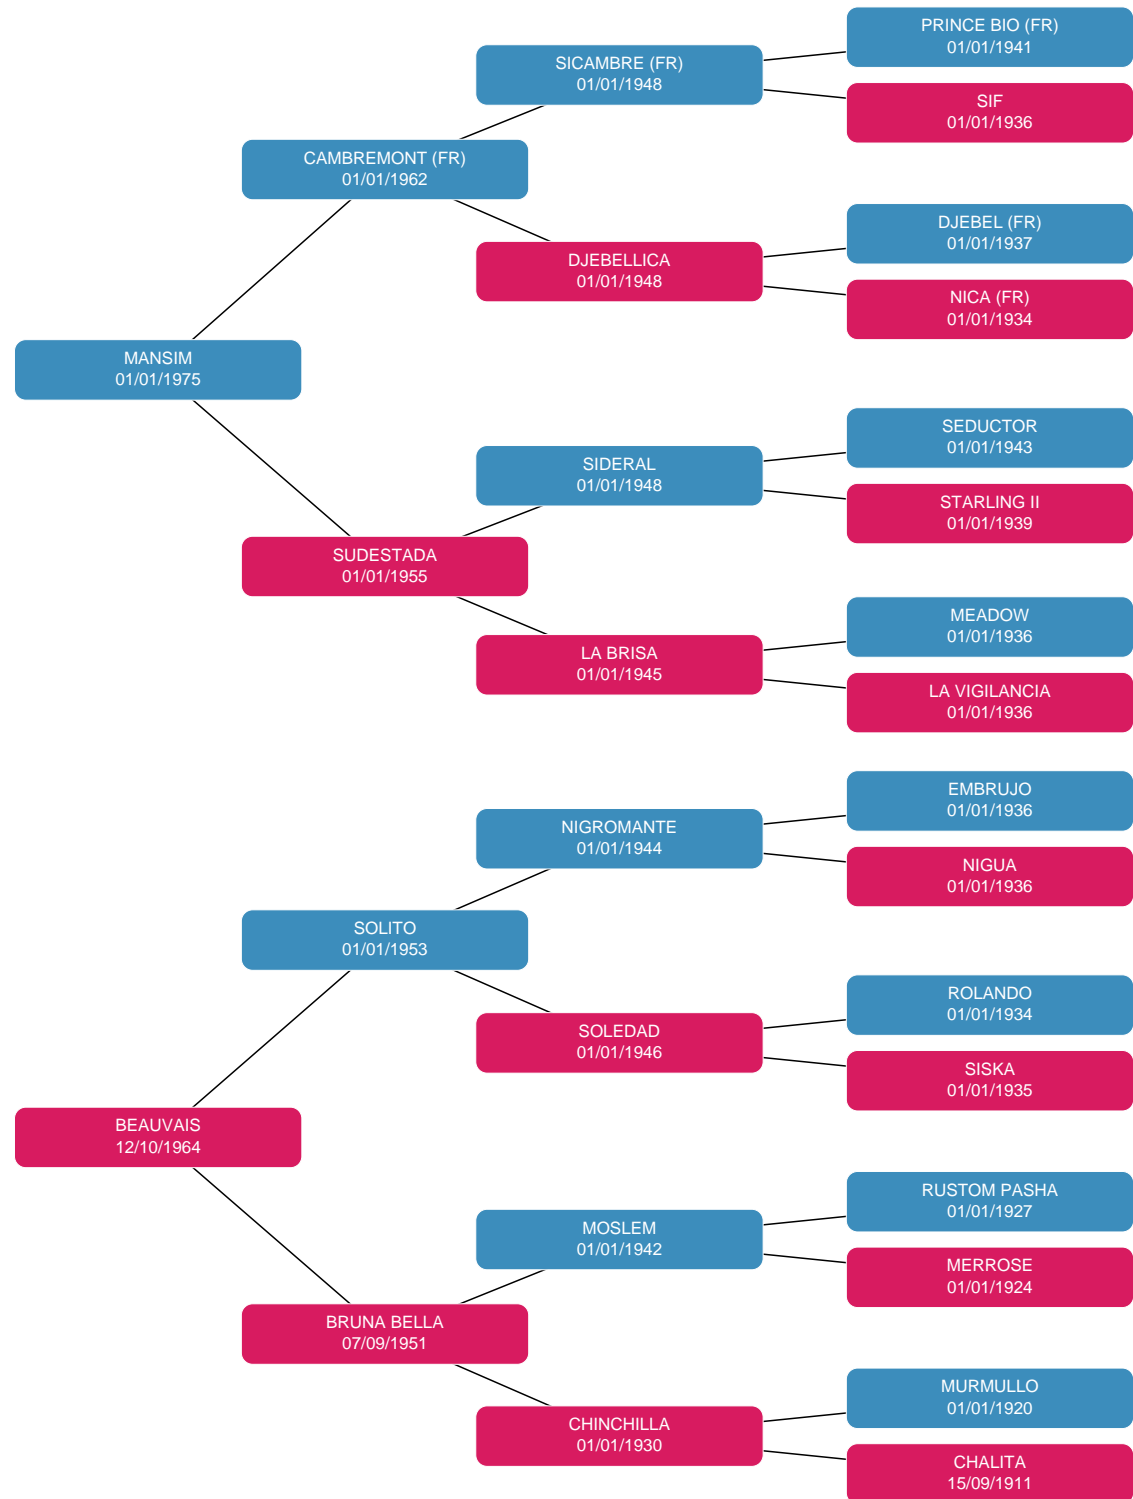 PRINCE BIO (FR)
01/01/1941
SICAMBRE (FR)
01/01/1948
SIF
01/01/1936
CAMBREMONT (FR)
01/01/1962
DJEBEL (FR)
01/01/1937
DJEBELLICA
01/01/1948
NICA (FR)
01/01/1934
MANSIM
01/01/1975
SEDUCTOR
01/01/1943
SIDERAL
01/01/1948
STARLING II
01/01/1939
SUDESTADA
01/01/1955
MEADOW
01/01/1936
LA BRISA
01/01/1945
LA VIGILANCIA
01/01/1936
EMBRUJO
01/01/1936
NIGROMANTE
01/01/1944
NIGUA
01/01/1936
SOLITO
01/01/1953
ROLANDO
01/01/1934
SOLEDAD
01/01/1946
SISKA
01/01/1935
BEAUVAIS
12/10/1964
RUSTOM PASHA
01/01/1927
MOSLEM
01/01/1942
MERROSE
01/01/1924
BRUNA BELLA
07/09/1951
MURMULLO
01/01/1920
CHINCHILLA
01/01/1930
CHALITA
15/09/1911